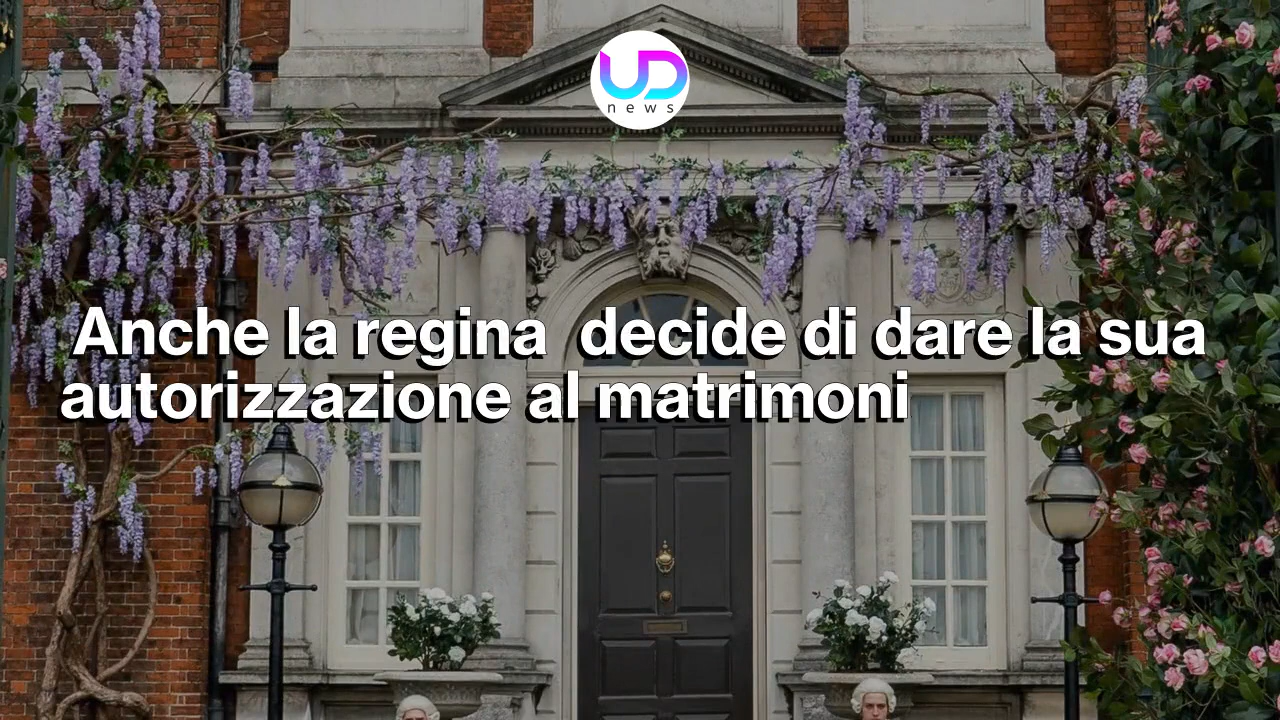 UD
news
Anche la regina  decide di dare la sua
autorizzazione al matrimoni